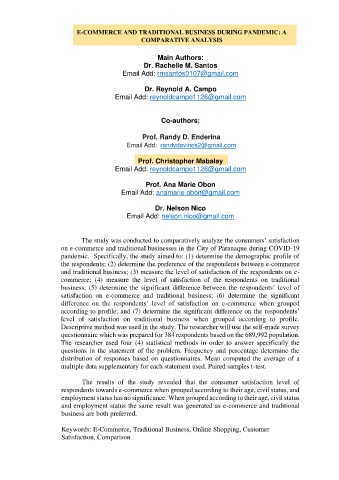 E-COMMERCE AND TRADITIONAL BUSINESS DURING PANDEMIC: A
COMPARATIVE ANALYSIS
Main Authors:
Dr. Rachelle M. Santos
Email Add: rmsantos0107@gmail.com
Dr. Reynold A. Campo
Email Add: reynoldcampo1126@gmail.com
Co-authors:
Prof. Randy D. Enderina
Email Add: randydavinos2@gmail.com
Prof. Christopher Mabalay
Email Add: reynoldcampo1126@gmail.com
Prof. Ana Marie Obon
Email Add: anamarie.obon@gmail.com
Dr. Nelson Nico
Email Add: nelson.nico@gmail.com
The study was conducted to comparatively analyze the consumers' satisfaction
on e-commerce and traditional businesses in the City of Paranaque during COVID-19
pandemic. Specifically, the study aimed to: (1) determine the demographic profile of
the respondents; (2) determine the preference of the respondents between e-commerce
and traditional business; (3) measure the level of satisfaction of the respondents on e-
commerce; (4) measure the level of satisfaction of the respondents on traditional
business; (5) determine the significant difference between the respondents' level of
satisfaction on e-commerce and traditional business; (6) determine the significant
difference on the respondents' level of satisfaction on e-commerce when grouped
according to profile; and (7) determine the significant difference on the respondents'
level of satisfaction on traditional business when grouped according to profile.
Descriptive method was used in the study. The researcher will use the self-made survey
questionnaire which was prepared for 384 respondents based on the 689,992 population.
The researcher used four (4) statistical methods in order to answer specifically the
questions in the statement of the problem. Frequency and percentage determine the
distribution of responses based on questionnaires. Mean computed the average of a
multiple data supplementary for each statement used. Paired samples t-test.
The results of the study revealed that the consumer satisfaction level of
respondents towards e-commerce when grouped according to their age, civil status, and
employment status has no significance. When grouped according to their age, civil status
and employment status the same result was generated as e-commerce and traditional
business are both preferred.
Keywords: E-Commerce, Traditional Business, Online Shopping, Customer
Satisfaction, Comparison